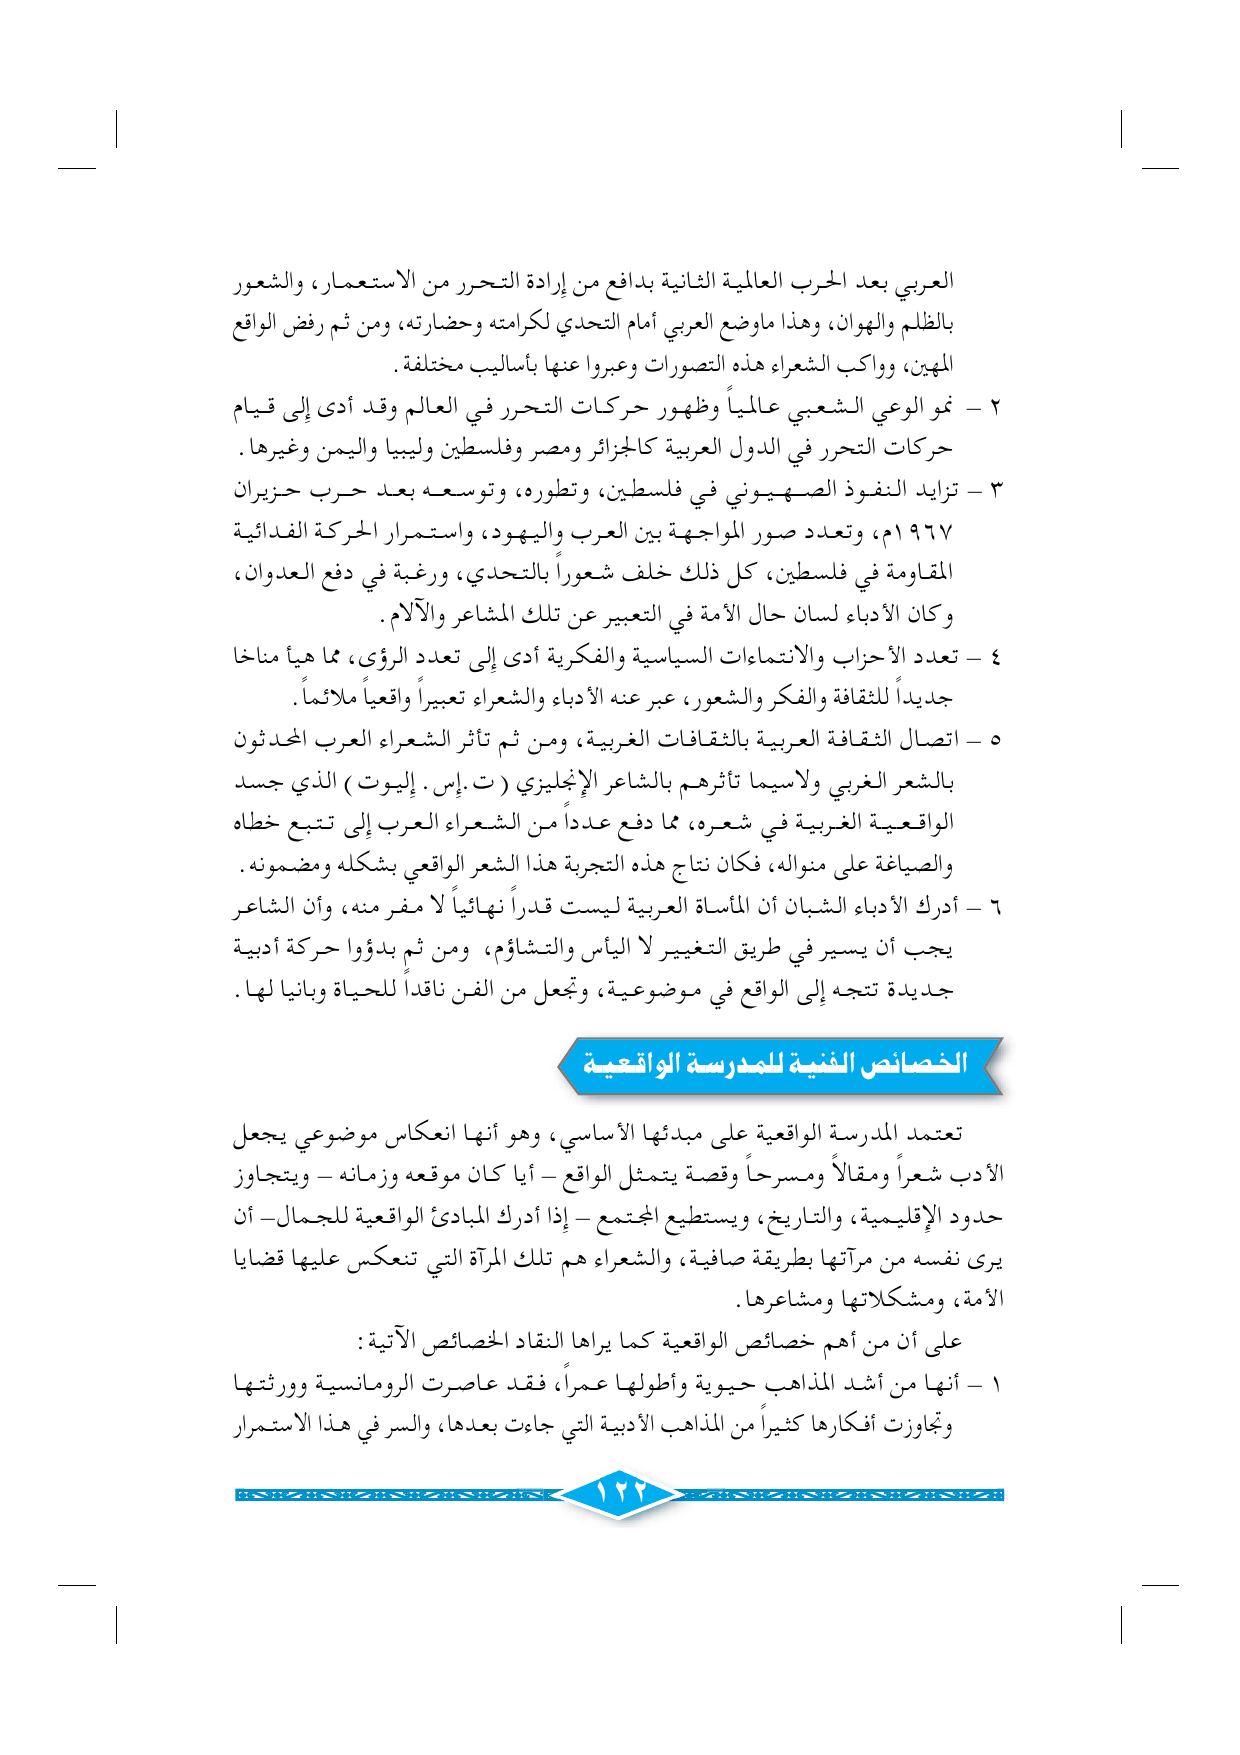 العربي بعد الحرب العالمية الثانية بدافع من إرادة التحرر من الاستعمار، والشعور
بالظلم والهوان، وهذا ماوضع العربي أمام التحدي لكرامته وحضارته، ومن ثم رفض الواقع
المهين، وواكب الشعراء هذه التصورات وعبروا عنها بأساليب مختلفة.
٢ – نمو الوعي الشعبي عالمياً وظهور حركات التحرر في العالم وقد أدى إلى قيام
حركات التحرر في الدول العربية كالجزائر ومصر وفلسطين وليبيا واليمن وغيرها.
٣ – تزايد النفوذ الصهيوني في فلسطين، وتطوره، وتوسعه بعد حرب حزيران
١٩٦٧م، وتعدد صور المواجهة بين العرب واليهود، واستمرار الحركة الفدائية
المقاومة في فلسطين، كل ذلك خلف شعوراً بالتحدي، ورغبة في دفع العدوان،
وكان الأدباء لسان حال الأمة في التعبير عن تلك المشاعر والآلام.
٤ – تعدد الأحزاب والانتماءات السياسية والفكرية أدى إلى تعدد الرؤى، مما هيأ مناخا
جديداً للثقافة والفكر والشعور، عبر عنه الأدباء والشعراء تعبيراً واقعياً ملائماً.
٥ – اتصال الثقافة العربية بالثقافات الغربية، ومن ثم تأثر الشعراء العرب المحدثون
بالشعر الغربي ولاسيما تأثرهم بالشاعر الإنجليزي (ت.إس. إليوت) الذي جسد
الواقعية الغربية في شعره، مما دفع عدداً من الشعراء العرب إلى تتبع خطاه
والصياغة على منواله، فكان نتاج هذه التجربة هذا الشعر الواقعي بشكله ومضمونه.
٦ – أدرك الأدباء الشبان أن المأساة العربية ليست قدراً نهائياً لا مفر منه، وأن الشاعر
يجب أن يسير في طريق التغيير لا اليأس والتشاؤم، ومن ثم بدؤوا حركة أدبية
جديدة تتجه إلى الواقع في موضوعية، وتجعل من الفن ناقداً للحياة وبانيا لها.
الخصائص الفنية للمدرسة الواقعية
تعتمد المدرسة الواقعية على مبدئها الأساسي، وهو أنها انعكاس موضوعي يجعل
الأدب شعراً ومقالاً ومسرحاً وقصة يتمثل الواقع – أيا كان موقعه وزمانه – ويتجاوز
حدود الإقليمية، والتاريخ، ويستطيع المجتمع – إذا أدرك المبادئ الواقعية للجمال– أن
يرى نفسه من مرآتها بطريقة صافية، والشعراء هم تلك المرآة التي تنعكس عليها قضايا
الأمة، ومشكلاتها ومشاعرها.
على أن من أهم خصائص الواقعية كما يراها النقاد الخصائص الآتية:
١ – أنها من أشد المذاهب حيوية وأطولها عمراً، فقد عاصرت الرومانسية وورثتها
وتجاوزت أفكارها كثيراً من المذاهب الأدبية التي جاءت بعدها، والسر في هذا الاستمرار
١٢٢